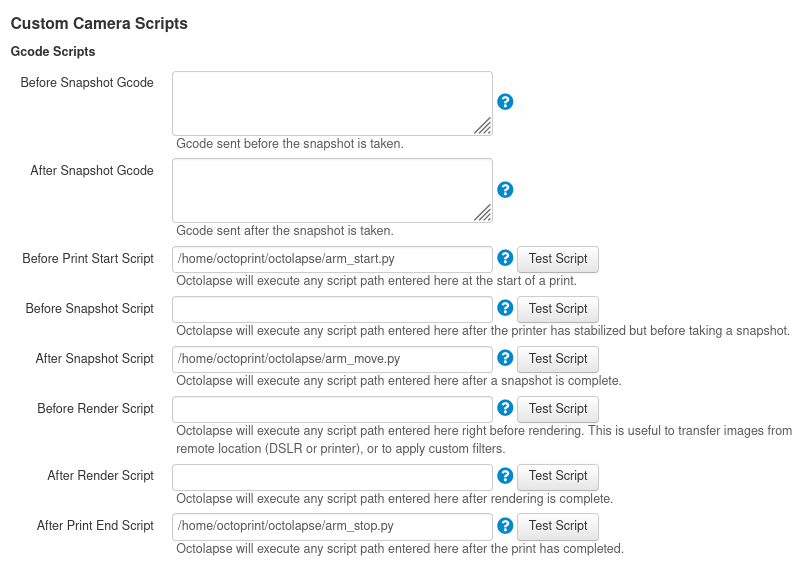 Custom Camera Scripts
Gcode Scripts
Before Snapshot Gcode
?
Gcode sent before the snapshot is taken.
After Snapshot Gcode
?
Gcode sent after the snapshot is taken.
Before Print Start Script /home/octoprint/octolapse/arm_start.py ? Test Script
Octolapse will execute any script path entered here at the start of a print.
Before Snapshot Script ? Test Script
Octolapse will execute any script path entered here after the printer has stabilized but before taking a snapshot.
After Snapshot Script /home/octoprint/octolapse/arm_move.py ? Test Script
Octolapse will execute any script path entered here after a snapshot is complete.
Before Render Script ? Test Script
Octolapse will execute any script path entered here right before rendering. This is useful to transfer images from
remote location (DSLR or printer), or to apply custom filters.
After Render Script ? Test Script
Octolapse will execute any script path entered here after rendering is complete.
After Print End Script /home/octoprint/octolapse/arm_stop.py ? Test Script
Octolapse will execute any script path entered here after the print has completed.